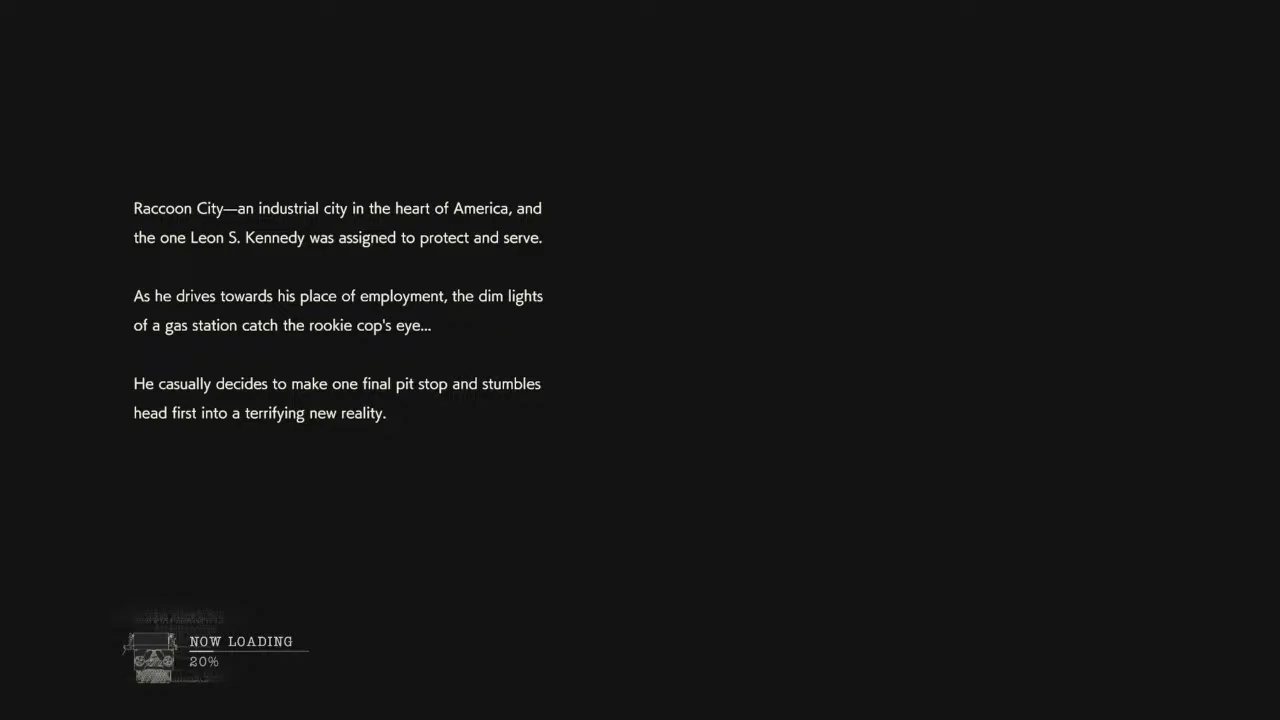 Raccoon City—an industrial city in the heart of America, and
the one Leon S. Kennedy was assigned to protect and serve.
As he drives towards his place of employment, the dim lights
of a gas station catch the rookie cop's eye...
He casually decides to make one final pit stop and stumbles
head first into a terrifying new reality.
NOW LOADING
20%